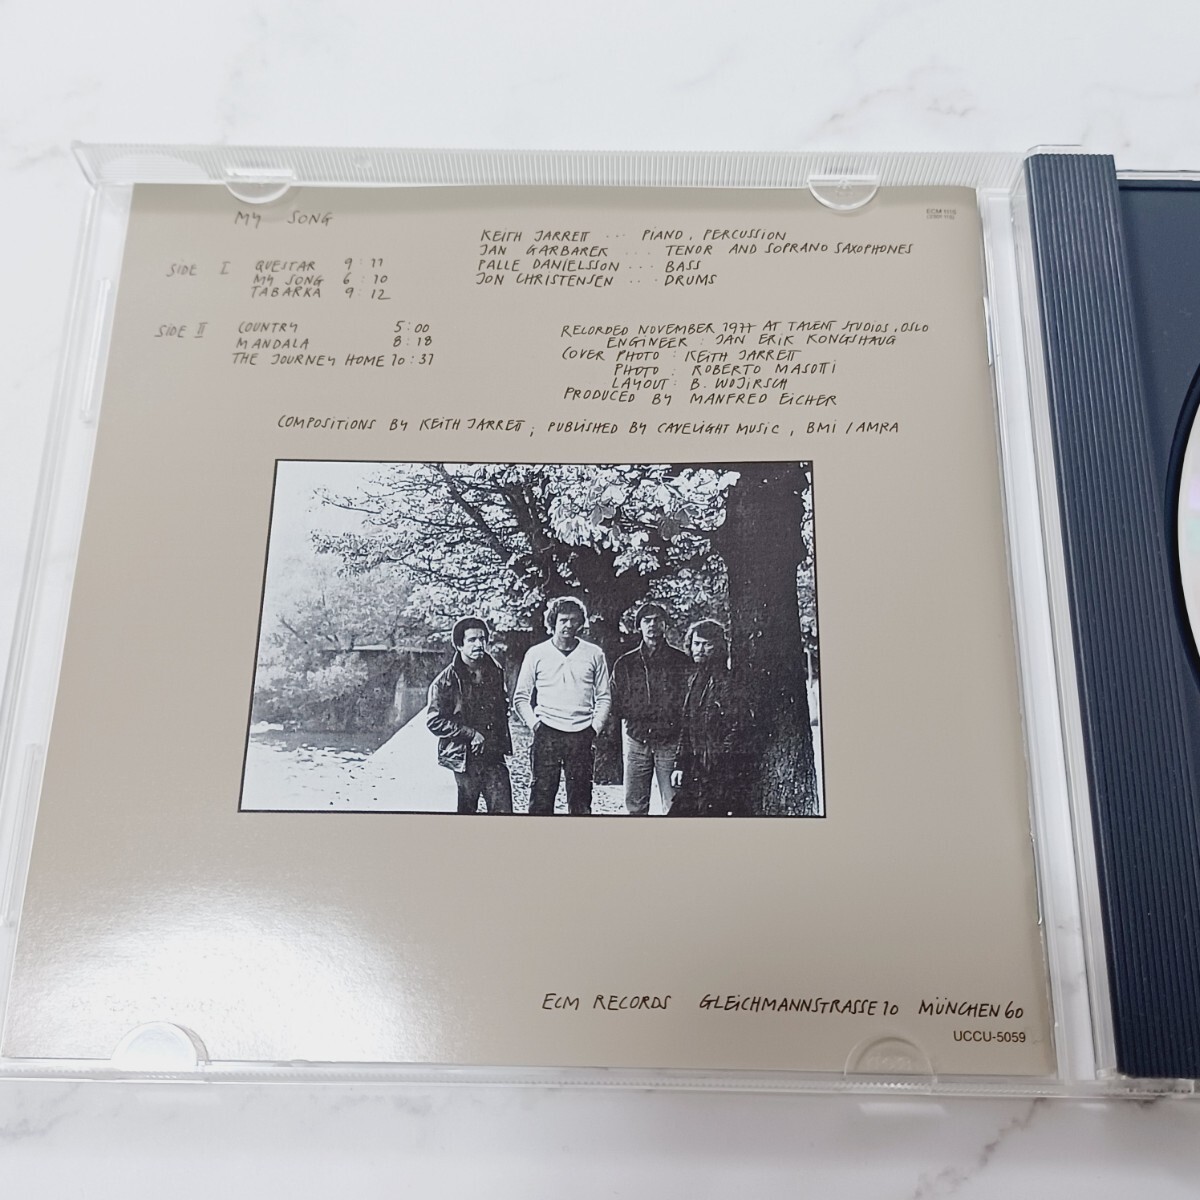 MY SONG
ECM 1115
SIDE I
QUESTAR 9:11
MY SONG 6:10
TABARKA 9:12
SIDE II
COUNTRY 5:00
MANDALA 8:18
THE JOURNEY HOME 10:31
KEITH JARRETT ... PIANO, PERCUSSION
JAN GARBAREK ... TENOR AND SOPRANO SAXOPHONES
PALLE DANIELSSON ... BASS
JON CHRISTENSEN ... DRUMS
RECORDED NOVEMBER 1977 AT TALENT STUDIOS, OSLO
ENGINEER: JAN ERIK KONGSHAUG
COVER PHOTO: KEITH JARRETT
PHOTO: ROBERTO MASOTTI
LAYOUT: B. WOJIRSCH
PRODUCED BY MANFRED EICHER
COMPOSITIONS BY KEITH JARRETT; PUBLISHED BY CAVELIGHT MUSIC, BMI / AMRA
ECM RECORDS GLEICHMANNSTRASSE 10 MÜNCHEN 60
UCCU-5059